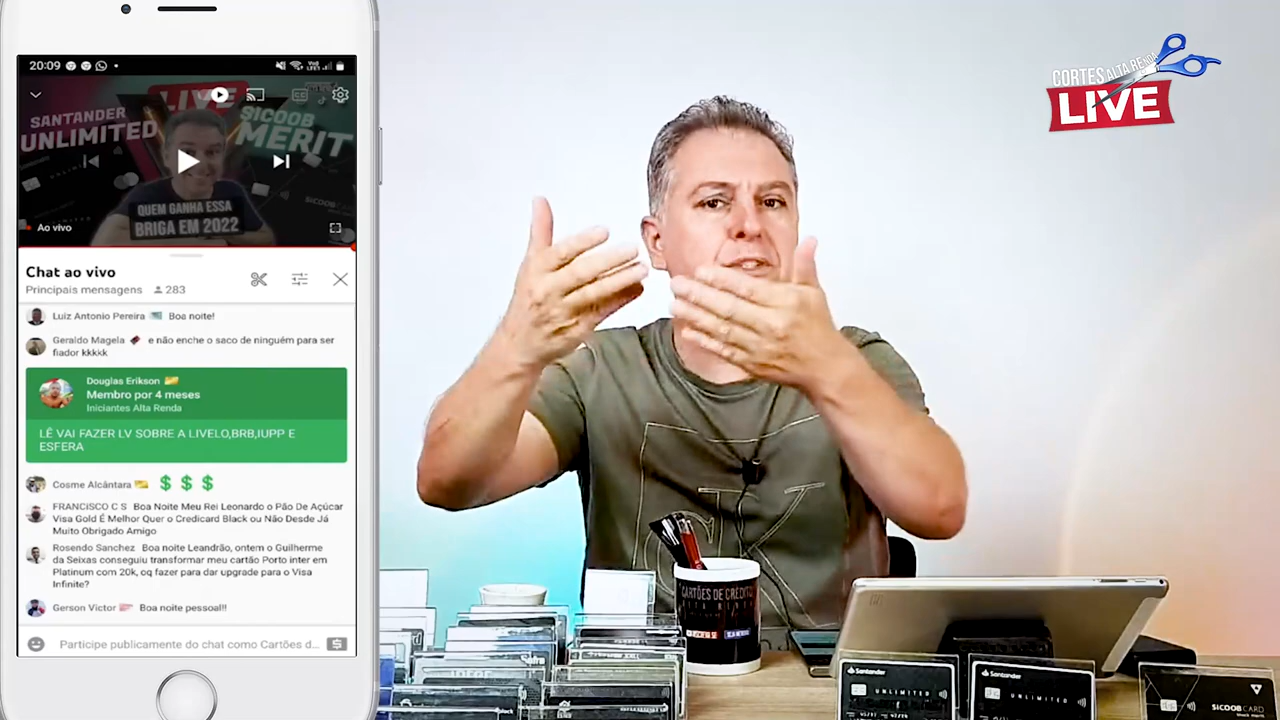 20:09
LIVE
SANTANDER
UNLIMITED
SICOOB
MERIT
QUEM GANHA ESSA
BRIGA EM 2022
SICOOBCARD
Ao vivo
Chat ao vivo
Principais mensagens 283
Luiz Antonio Pereira Boa noite!
Geraldo Magela e não enche o saco de ninguém para ser
fiador kkkkk
Douglas Erikson
Membro por 4 meses
Iniciantes Alta Renda
LÊ VAI FAZER LV SOBRE A LIVELO,BRB,IUPP E
ESFERA
Cosme Alcântara $ $ $
FRANCISCO C S Boa Noite Meu Rei Leonardo o Pão De Açúcar
Visa Gold É Melhor Quer o Credicard Black ou Não Desde Já
Muito Obrigado Amigo
Rosendo Sanchez Boa noite Leandrão, ontem o Guilherme
da Seixas conseguiu transformar meu cartão Porto inter em
Platinum com 20k, cq fazer para dar upgrade para o Visa
Infinite?
Gerson Victor Boa noite pessoal!!
Participe publicamente do chat como Cartões d...
CORTES ALTA RENDA
LIVE
CARTÕES DE CRÉDITO
ALTA RENDA
Santander
UNLIMITED
Santander
UNLIMITED
SICOOBCARD